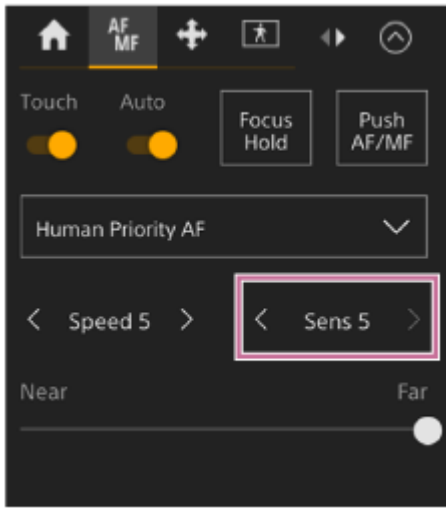 AF
MF
Touch
Auto
Focus
Hold
Push
AF/MF
Human Priority AF
Speed 5
Sens 5
Near
Far